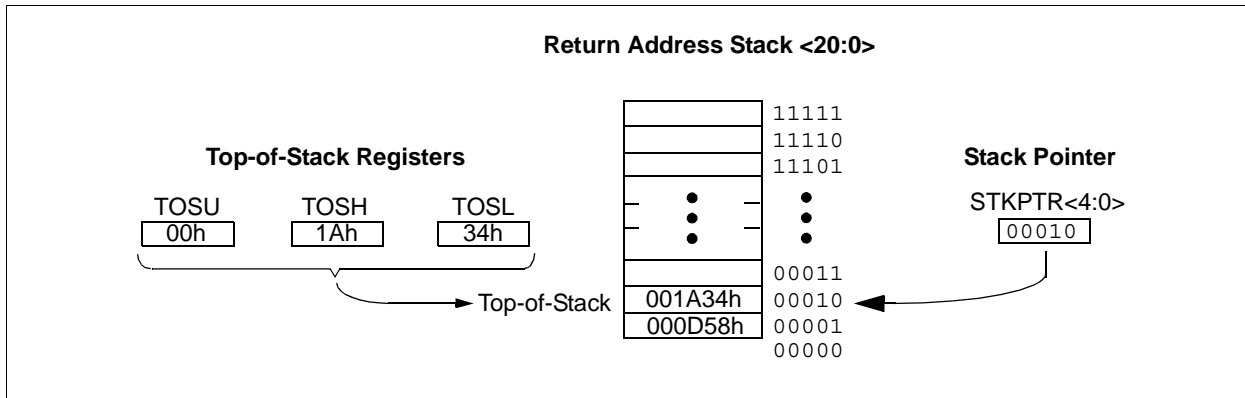 Return Address Stack <20:0>
11111
11110
11101
Top-of-Stack Registers
Stack Pointer
TOSU TOSH TOSL
00h 1Ah 34h
STKPTR<4:0>
00010
00011
Top-of-Stack 001A34h 00010
000D58h 00001
00000